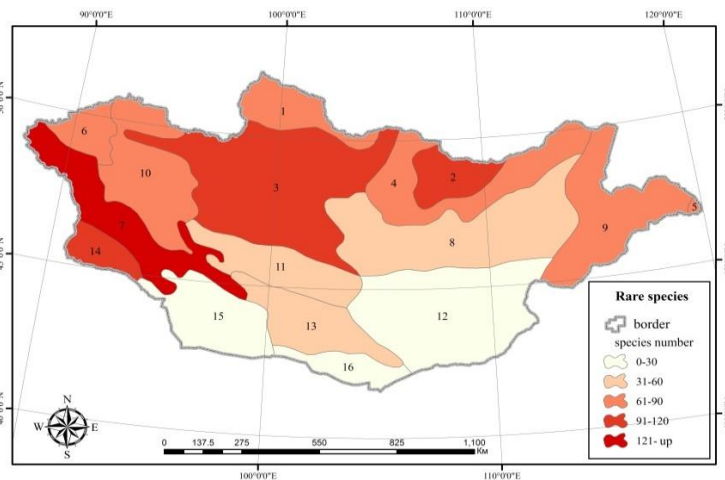 90°0'0"E 100°0'0"E 110°0'0"E 120°0'0"E
1
6
10
3
4
2
5
7
9
8
14
11
15
13
12
16
Rare species
border
species number
0-30
31-60
61-90
91-120
121- up
N
W E
S
0 137.5 275 550 825 1,100
Км
100°0'0"E 110°0'0"E